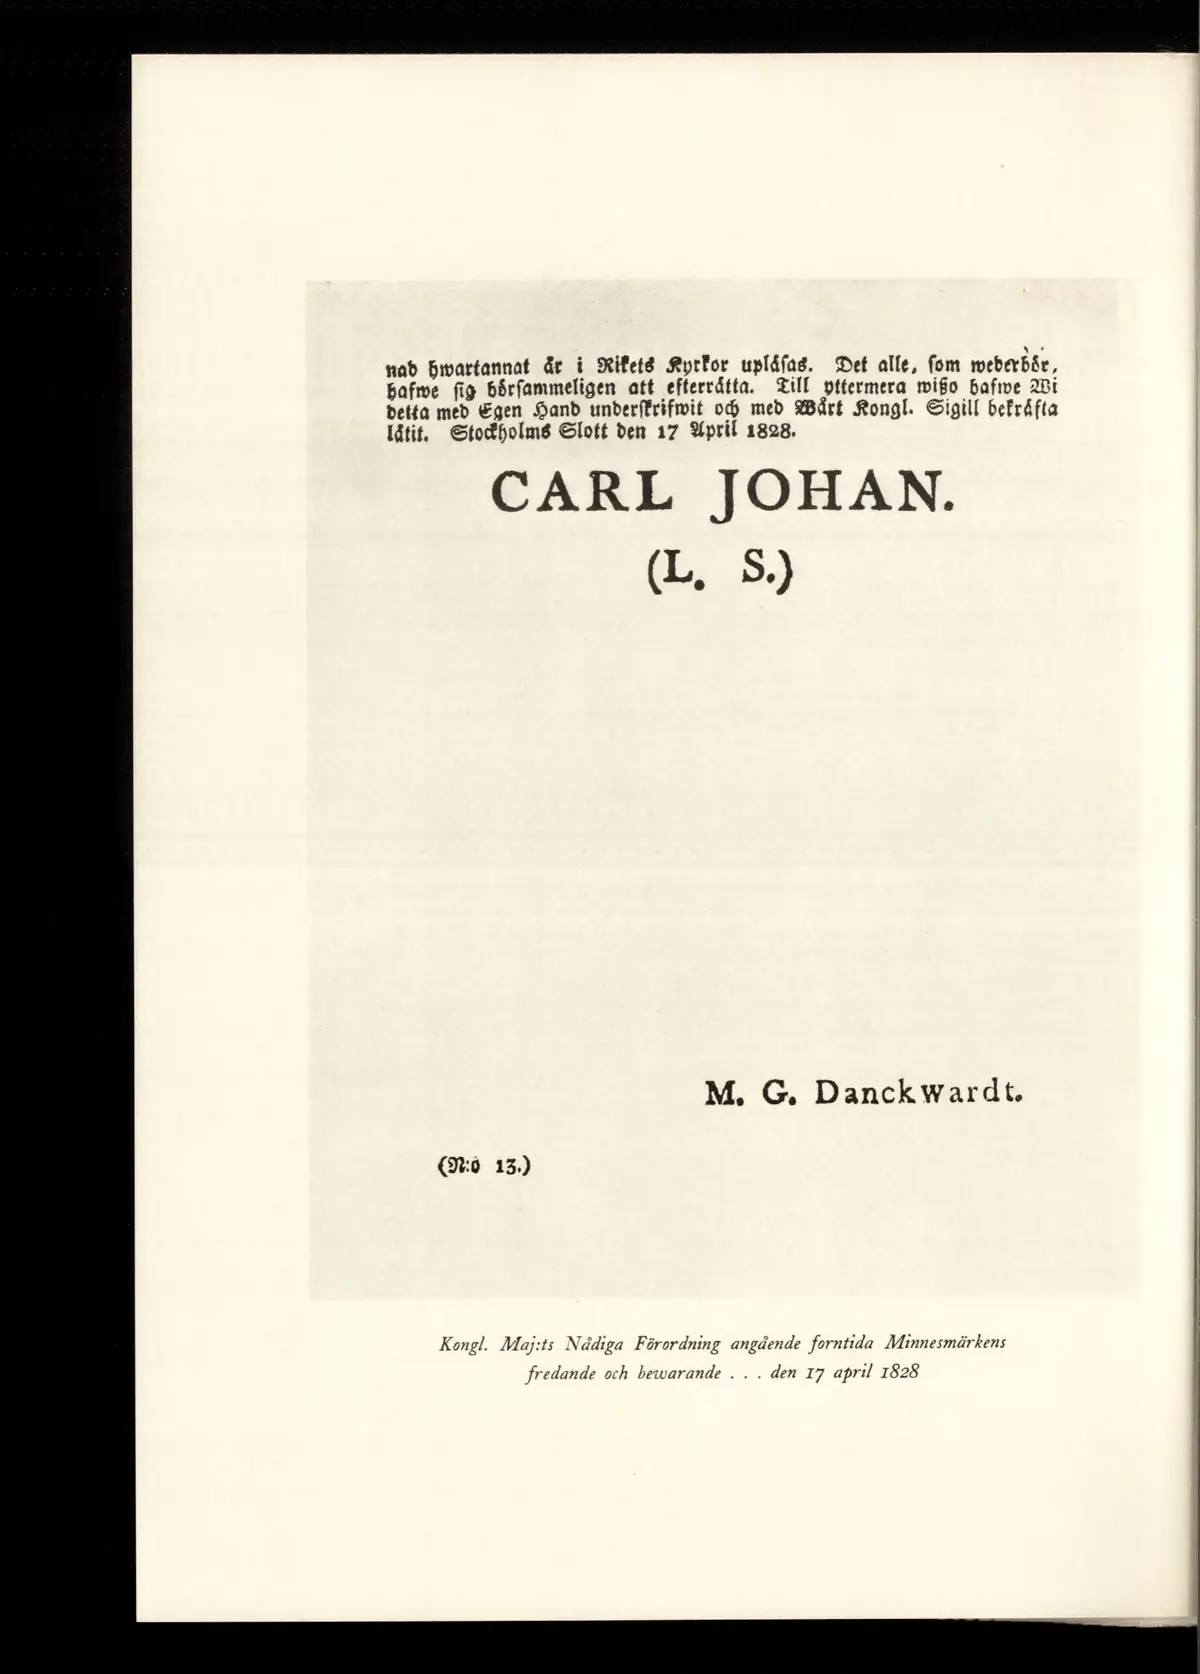 nad hwartannat år i Rikets Kyrkor uplåsas. Det alle, som wederbör,
hafwe sig hörsammeligen att efterrätta. Till yttermera wißo hafwe Wi
detta med Egen Hand underskrifwit och med Wårt Kongl. Sigill bekräfta
låtit. Stockholms Slott den 17 April 1828.
CARL JOHAN.
(L. S.)
M. G. Danckwardt.
(N:o 13.)
Kongl. Maj:ts Nådiga Förordning angående forntida Minnesmärkens
fredande och bewarande . . . den 17 april 1828